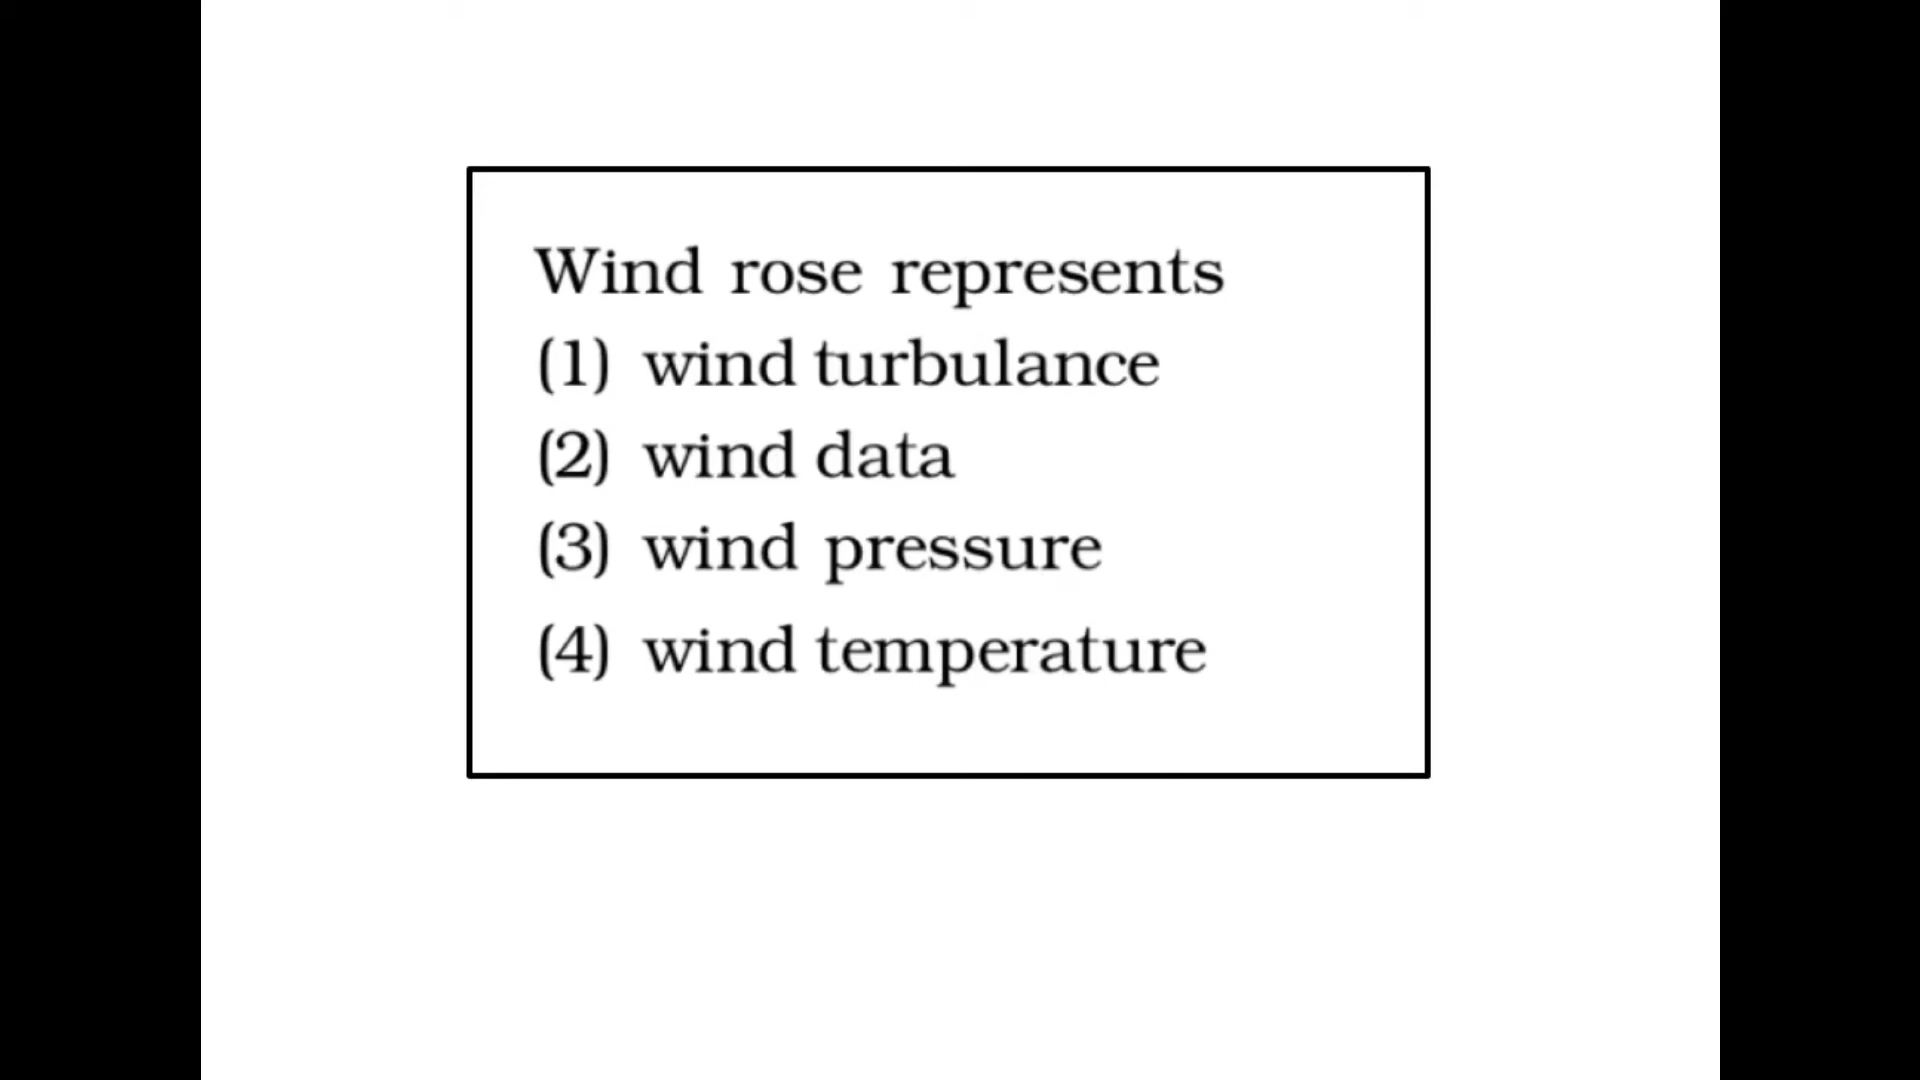 Wind rose represents
(1) wind turbulance
(2) wind data
(3) wind pressure
(4) wind temperature